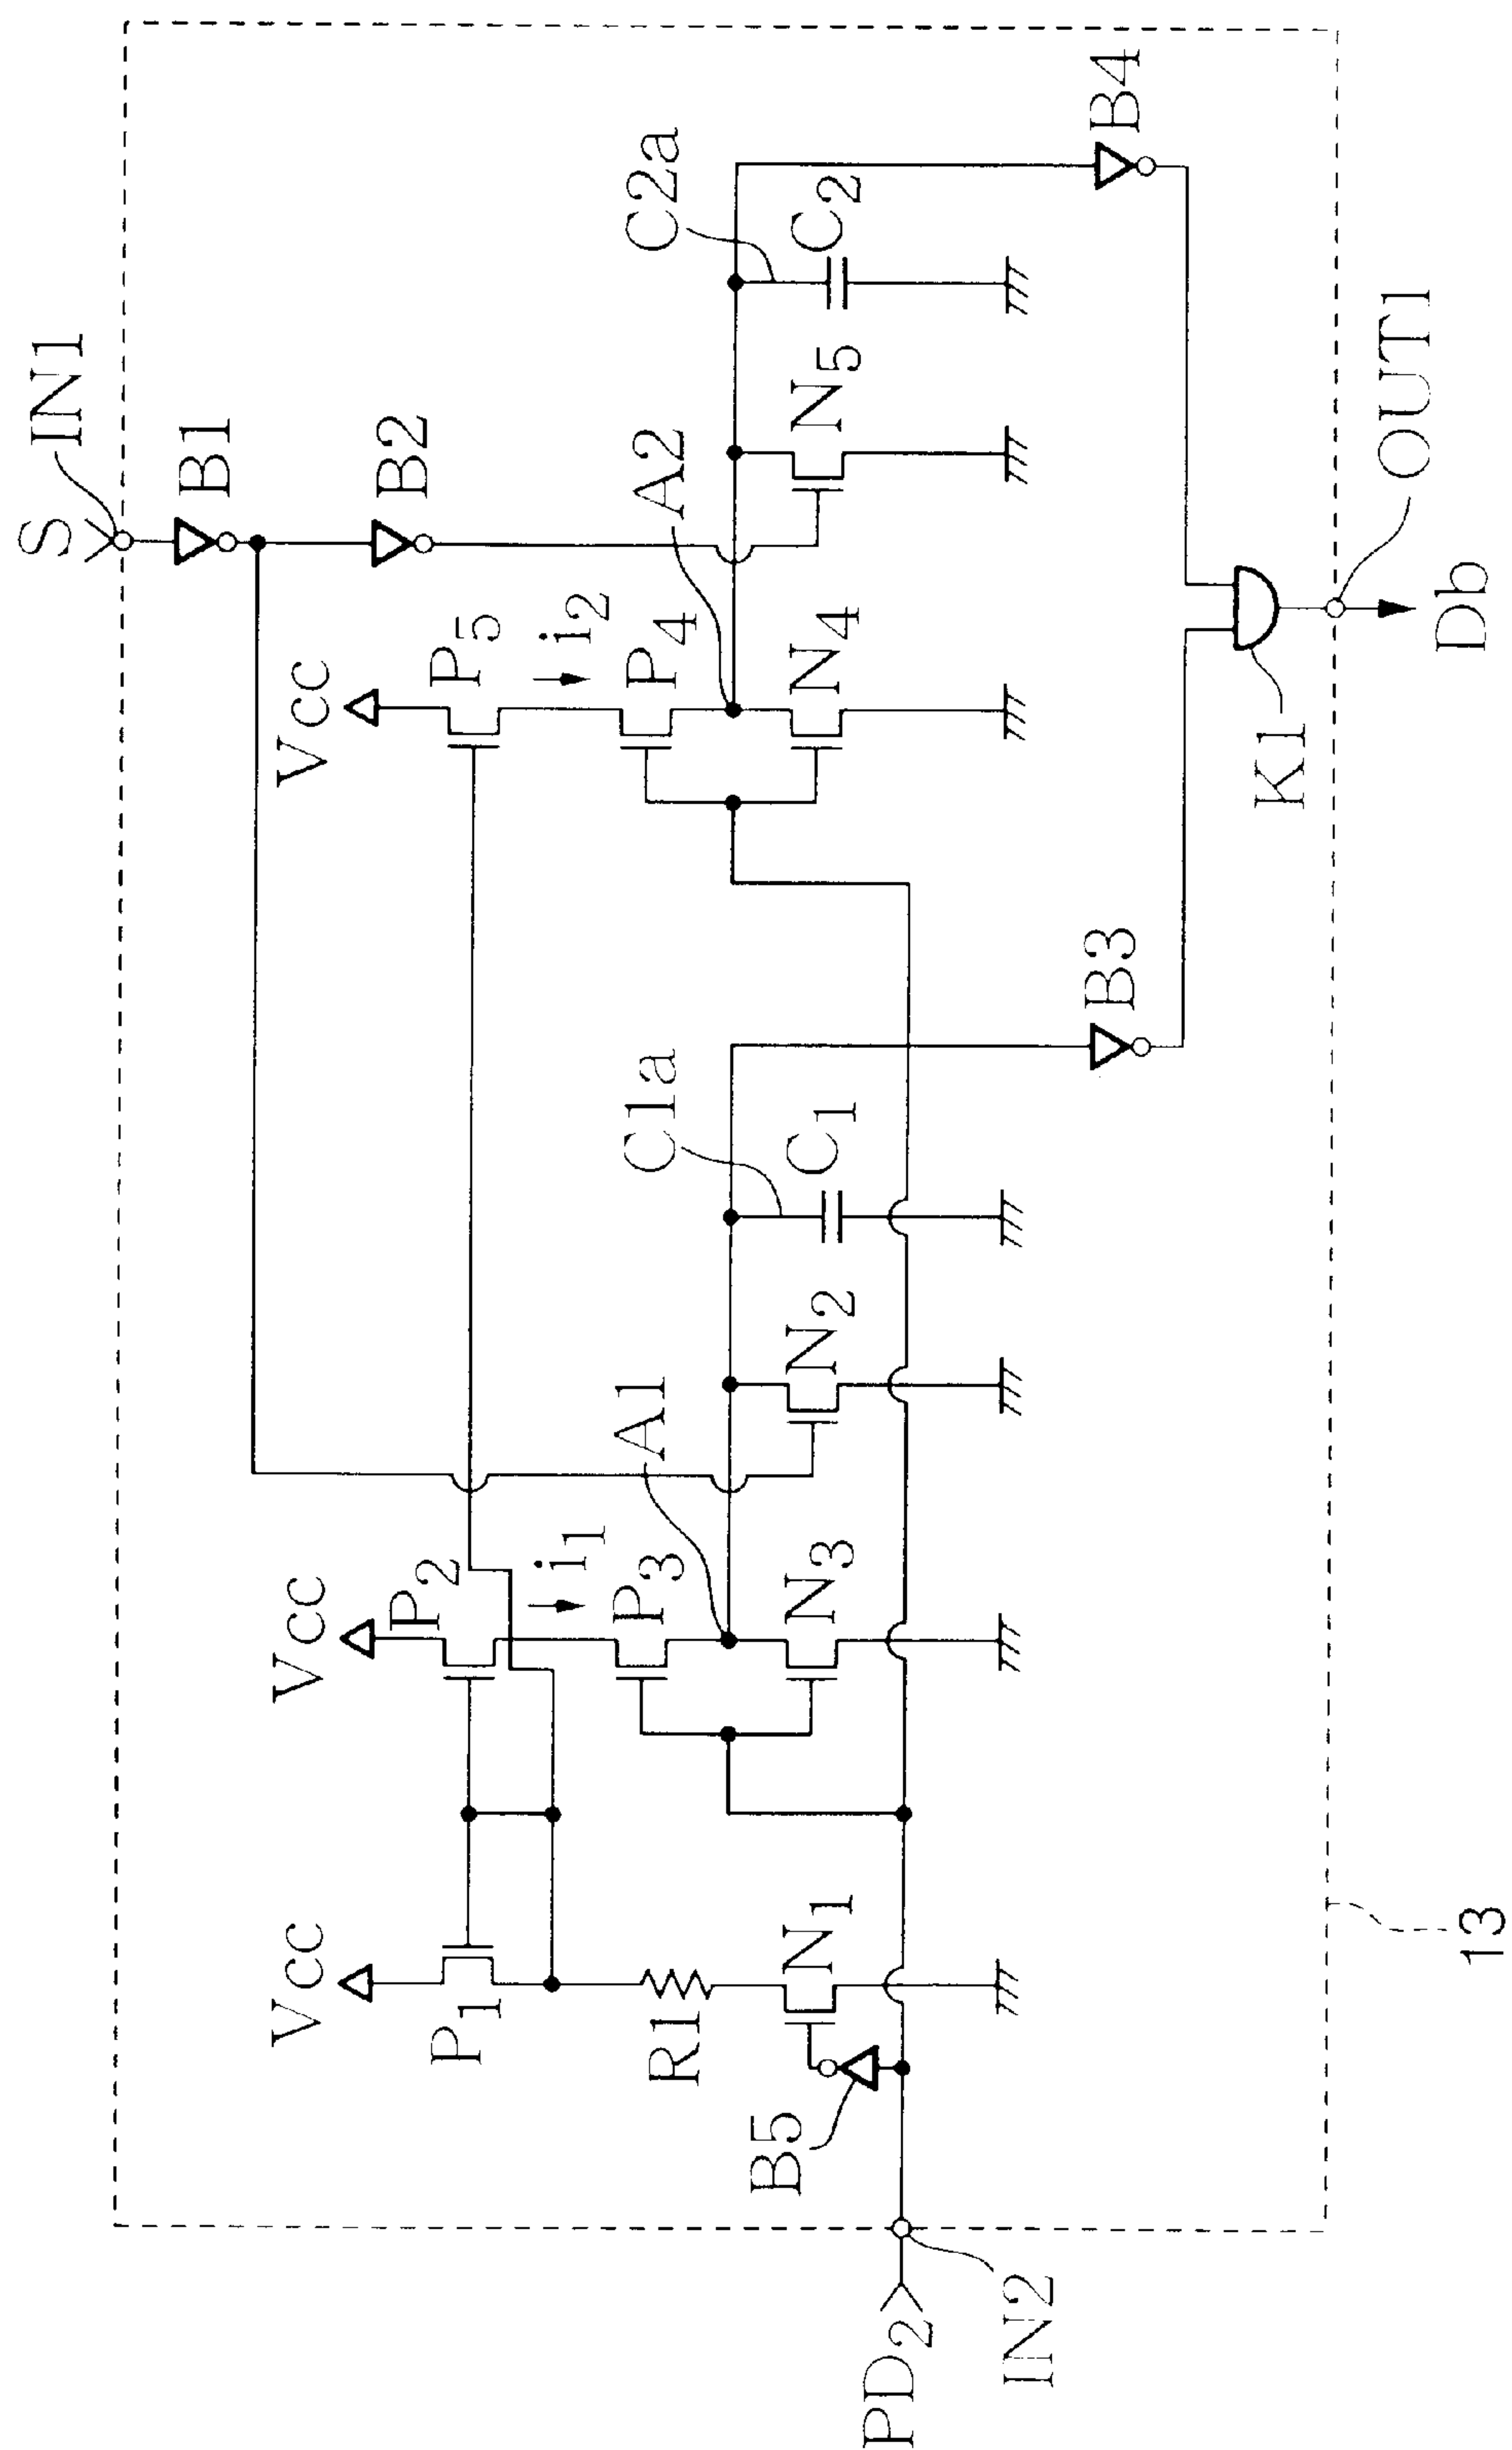 S
IN1
B1
B2
Vcc
P5
i2
P4
A2
N4
N5
C2a
C2
B4
Vcc
P2
i1
P3
A1
N3
N2
C1a
C1
B3
Vcc
P1
R1
N1
B5
PD2
IN2
K1
OUT1
Db
13